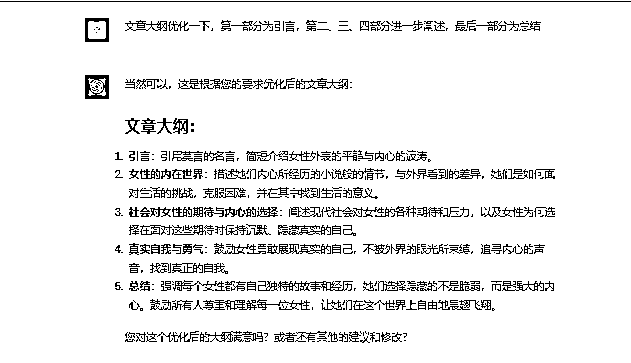 文章大纲优化一下，第一部分为引言，第二、三、四部分进一步阐述，最后一部分为总结
当然可以，这是根据您的要求优化后的文章大纲：
文章大纲：
1. 引言：引用莫言的名言，简短介绍女性外表的平静与内心的波涛。
2. 女性的内在世界：描述她们内心所经历的小说般的情节，与外界看到的差异，她们是如何面
对生活的挑战，克服困难，并在其中找到生活的意义。
3. 社会对女性的期待与内心的选择：阐述现代社会对女性的各种期待和压力，以及女性为何选
择在面对这些期待时保持沉默、隐藏真实的自己。
4. 真实自我与勇气：鼓励女性勇敢展现真实的自己，不被外界的眼光所束缚，追寻内心的声
音，找到真正的自我。
5. 总结：强调每个女性都有自己独特的故事和经历，她们选择隐藏的不是脆弱，而是强大的内
心。鼓励所有人尊重和理解每一位女性，让她们在这个世界上自由地展翅飞翔。
您对这个优化后的大纲满意吗？或者还有其他的建议和修改？